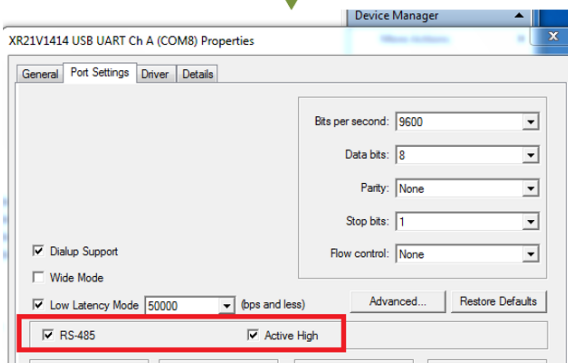 Device Manager
XR21V1414 USB UART Ch A (COM8) Properties
x
General Port Settings Driver Details
Bits per second: 9600
Data bits: 8
Parity: None
Stop bits: 1
Dialup Support
Flow control: None
Wide Mode
Low Latency Mode 50000 (bps and less)
Advanced... Restore Defaults
RS-485 Active High